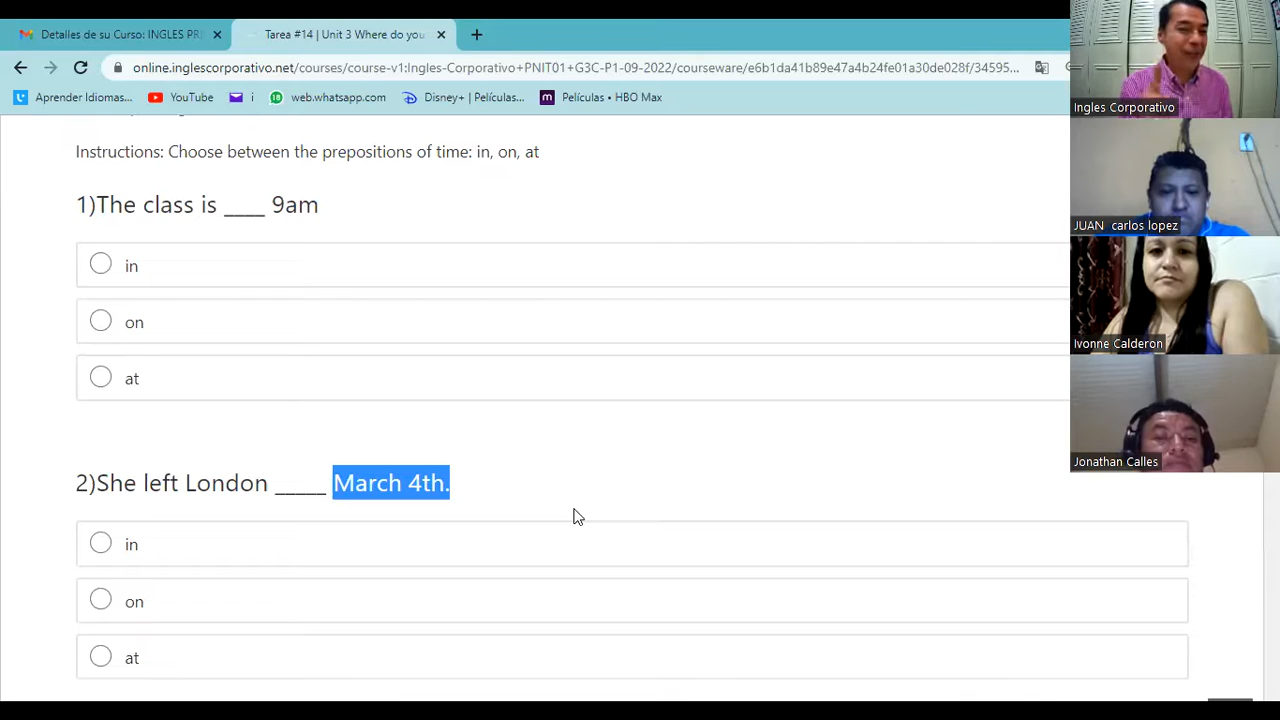 Detalles de su Curso: INGLES PRI
Tarea #14 | Unit 3 Where do you
online.inglescorporativo.net/courses/course-v1:Ingles-Corporativo+PNIT01+G3C-P1-09-2022/courseware/e6b1da41b89e47a4b24fe01a30de028f/34595...
Aprender Idiomas...
YouTube
i
web.whatsapp.com
Disney+ | Películas...
Películas • HBO Max
Instructions: Choose between the prepositions of time: in, on, at
1)The class is ____ 9am
in
on
at
2)She left London _____ March 4th.
in
on
at
Ingles Corporativo
JUAN carlos lopez
Ivonne Calderon
Jonathan Calles